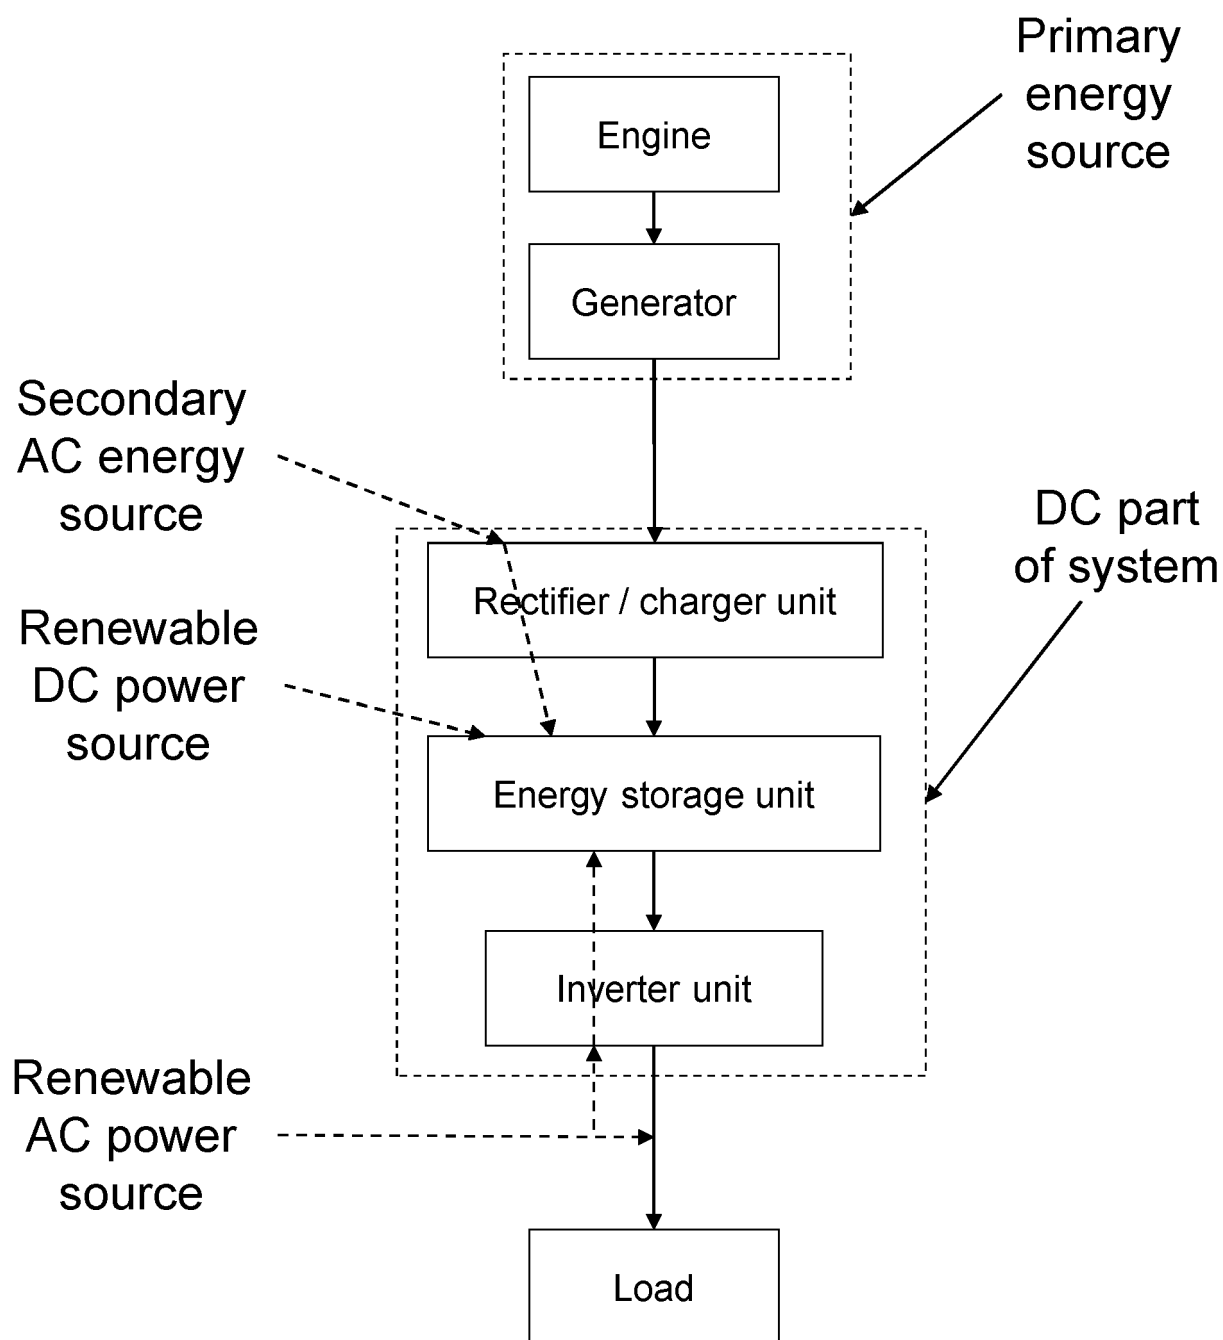 Primary
energy
source
Engine
Generator
Secondary
AC energy
source
DC part
of system
Rectifier / charger unit
Renewable
DC power
source
Energy storage unit
Inverter unit
Renewable
AC power
source
Load